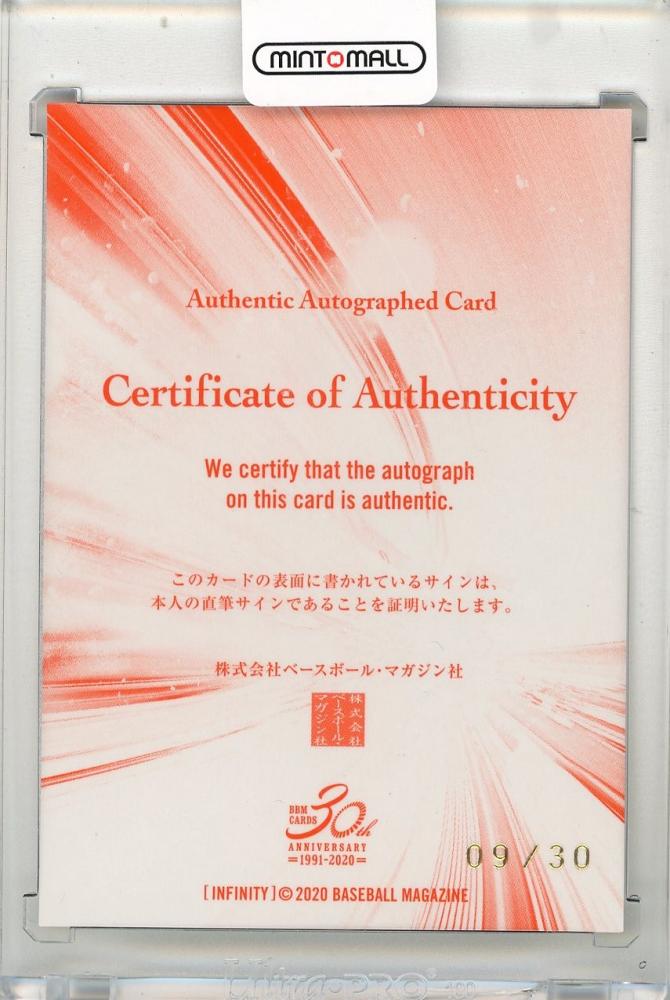 MINTMALL
Authentic Autographed Card
Certificate of Authenticity
We certify that the autograph
on this card is authentic.
このカードの表面に書かれているサインは、
本人の直筆サインであることを証明いたします。
株式会社ベースボール・マガジン社
株式会社
ベースボール・
マガジン社
BBM
CARDS
30th
ANNIVERSARY
=1991-2020=
09/30
[INFINITY]©2020 BASEBALL MAGAZINE
Ultra·PRO® 100